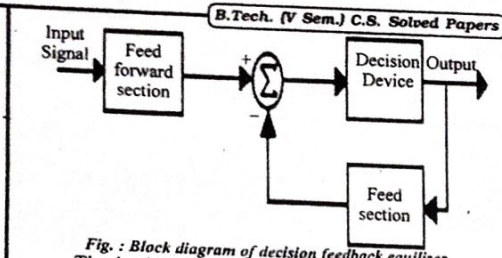 B.Tech. (V Sem.) C.S. Solved Papers
Input
Signal
Feed
forward
section
+
Σ
−
Decision
Device
Output
Feed
section
Fig. : Block diagram of decision feedback equilizer